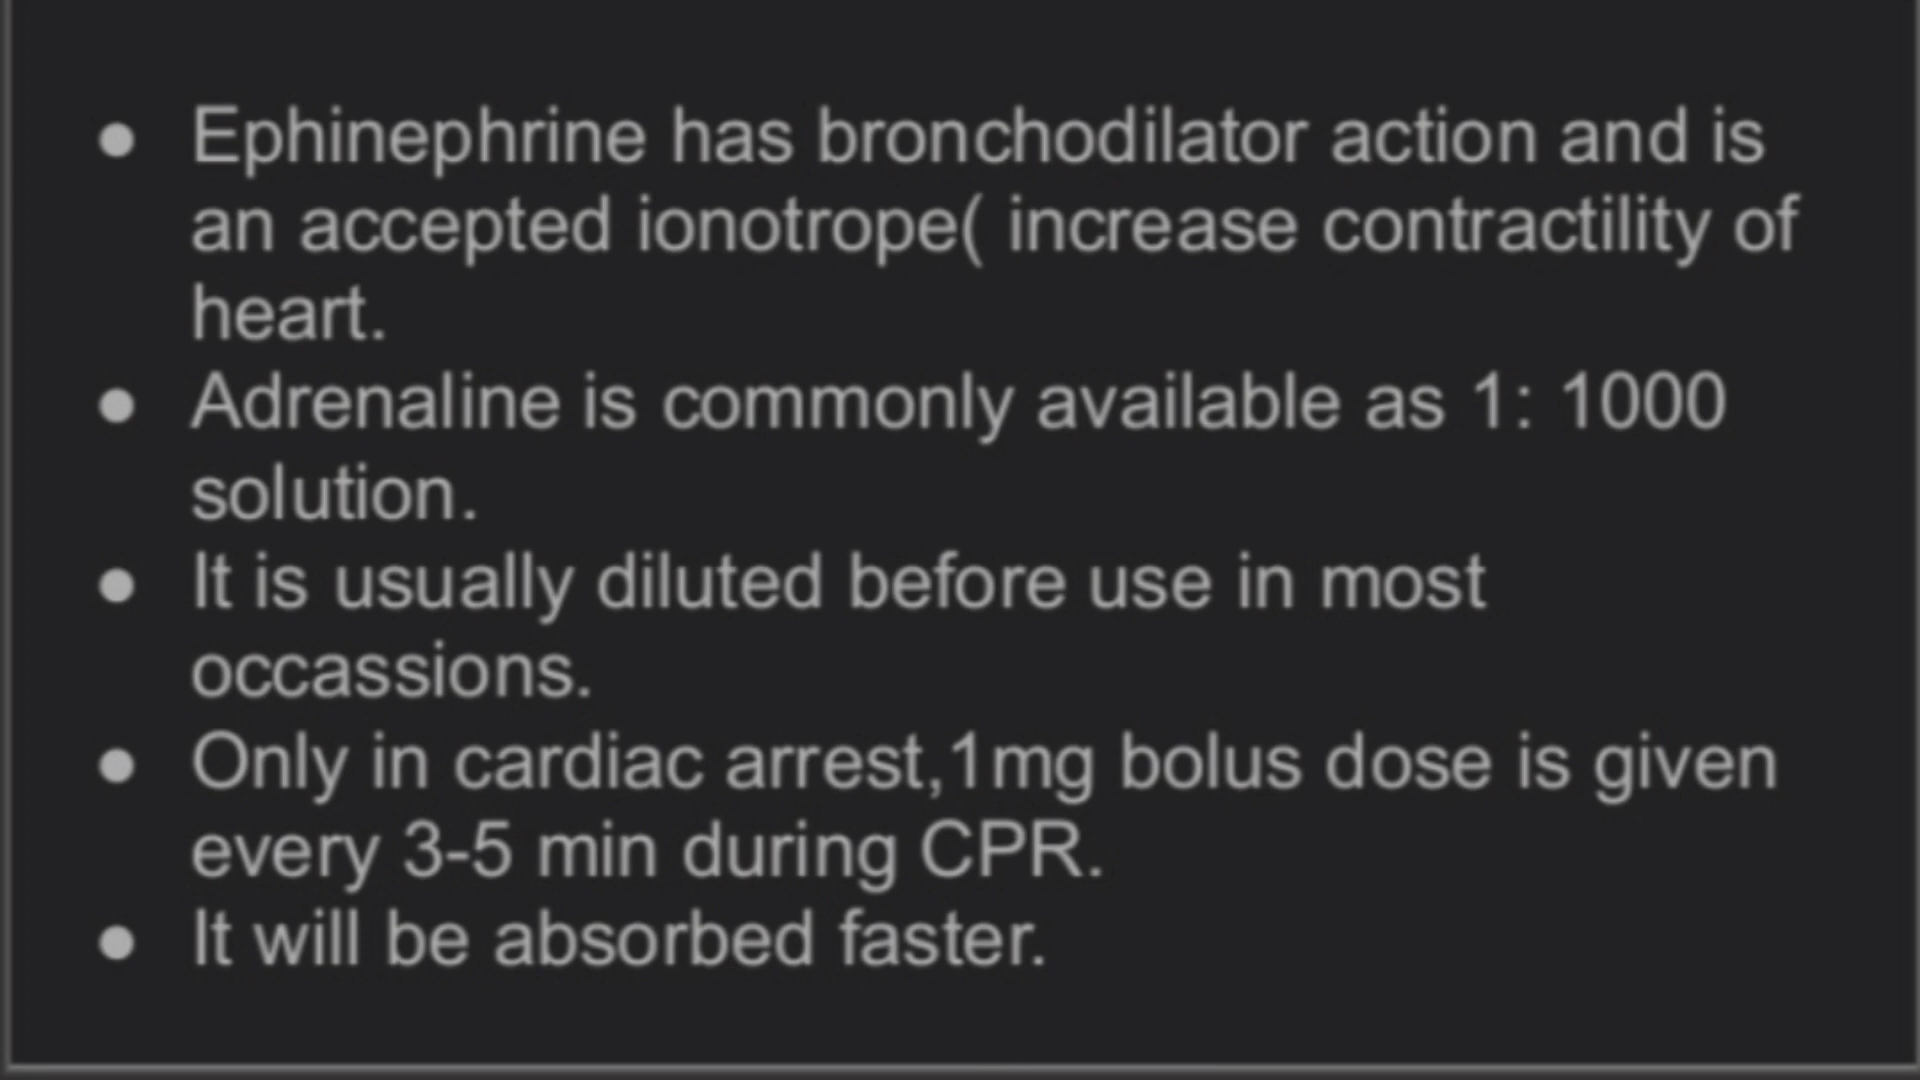 ● Ephinephrine has bronchodilator action and is
an accepted ionotrope( increase contractility of
heart.
● Adrenaline is commonly available as 1: 1000
solution.
● It is usually diluted before use in most
occassions.
● Only in cardiac arrest,1mg bolus dose is given
every 3-5 min during CPR.
● It will be absorbed faster.